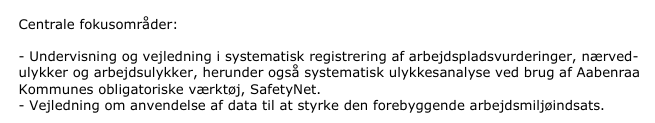 Centrale fokusområder:
- Undervisning og vejledning i systematisk registrering af arbejdspladsvurderinger, nærved-
ulykker og arbejdsulykker, herunder også systematisk ulykkesanalyse ved brug af Aabenraa
Kommunes obligatoriske værktøj, SafetyNet.
- Vejledning om anvendelse af data til at styrke den forebyggende arbejdsmiljøindsats.